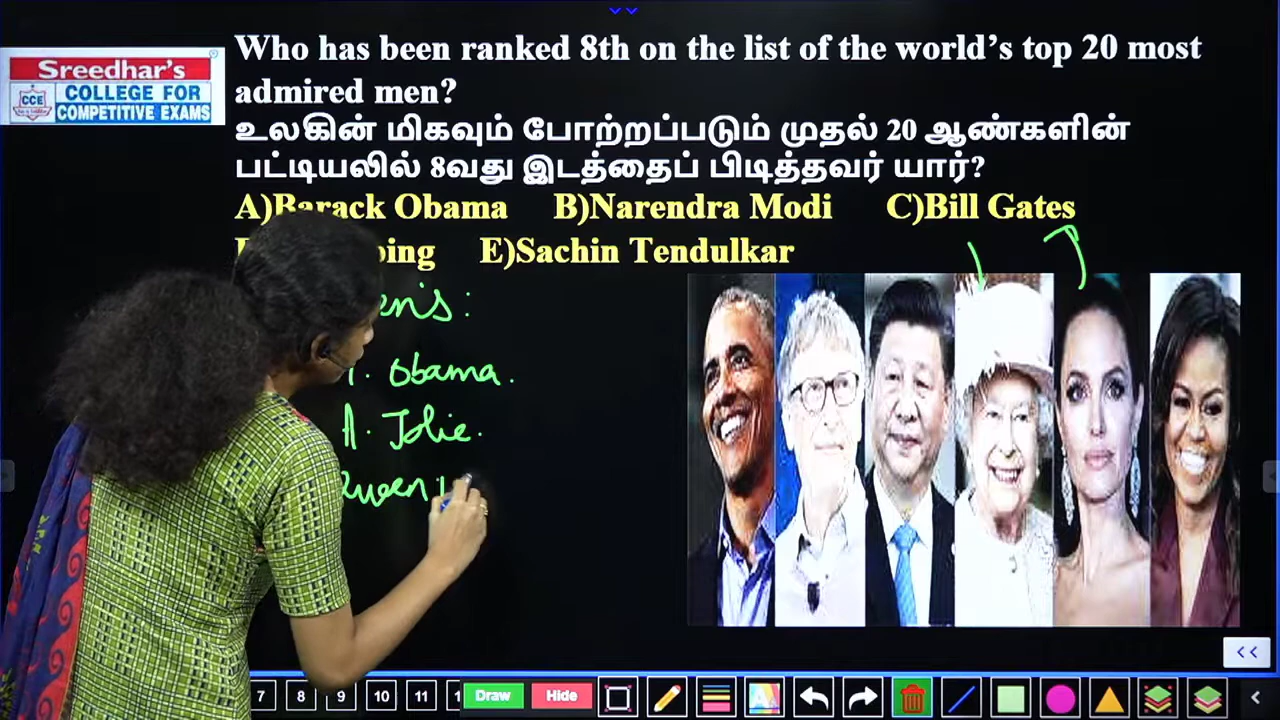 Who has been ranked 8th on the list of the world’s top 20 most
admired men?
Sreedhar's
CCE
COLLEGE FOR
COMPETITIVE EXAMS
உலகின் மிகவும் போற்றப்படும் முதல் 20 ஆண்களின்
பட்டியலில் 8வது இடத்தைப் பிடித்தவர் யார்?
A)Barack Obama B)Narendra Modi C)Bill Gates
E)Sachin Tendulkar
Obama.
A. Jolie.
Queen
<<
7 8 9 10 11 Draw Hide